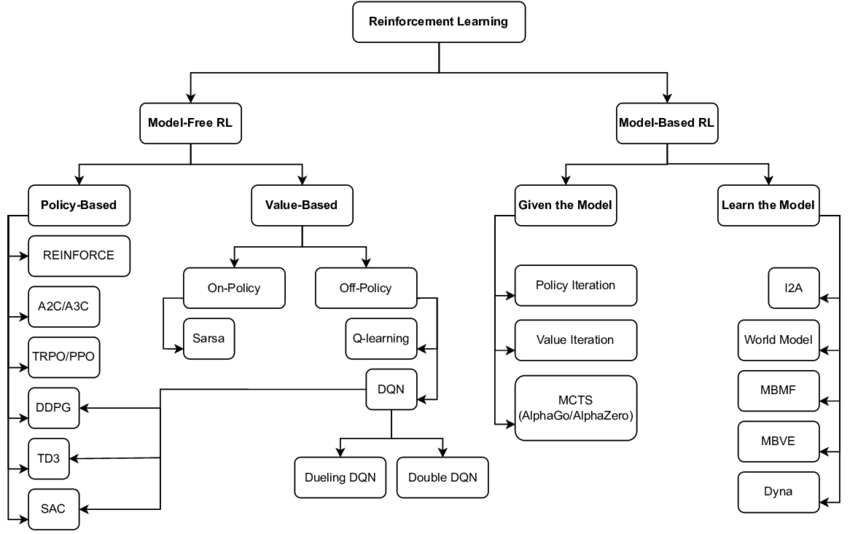 Reinforcement Learning
Model-Free RL
Model-Based RL
Policy-Based
Value-Based
Given the Model
Learn the Model
REINFORCE
A2C/A3C
TRPO/PPO
DDPG
TD3
SAC
On-Policy
Off-Policy
Sarsa
Q-learning
DQN
Dueling DQN
Double DQN
Policy Iteration
Value Iteration
MCTS
(AlphaGo/AlphaZero)
I2A
World Model
MBMF
MBVE
Dyna